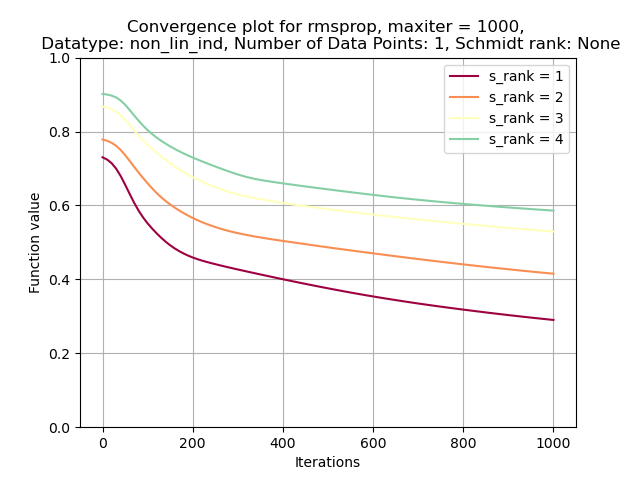 Convergence plot for rmsprop, maxiter = 1000,
Datatype: non_lin_ind, Number of Data Points: 1, Schmidt rank: None
s_rank = 1
s_rank = 2
s_rank = 3
s_rank = 4
Function value
1.0
0.8
0.6
0.4
0.2
0.0
0 200 400 600 800 1000
Iterations